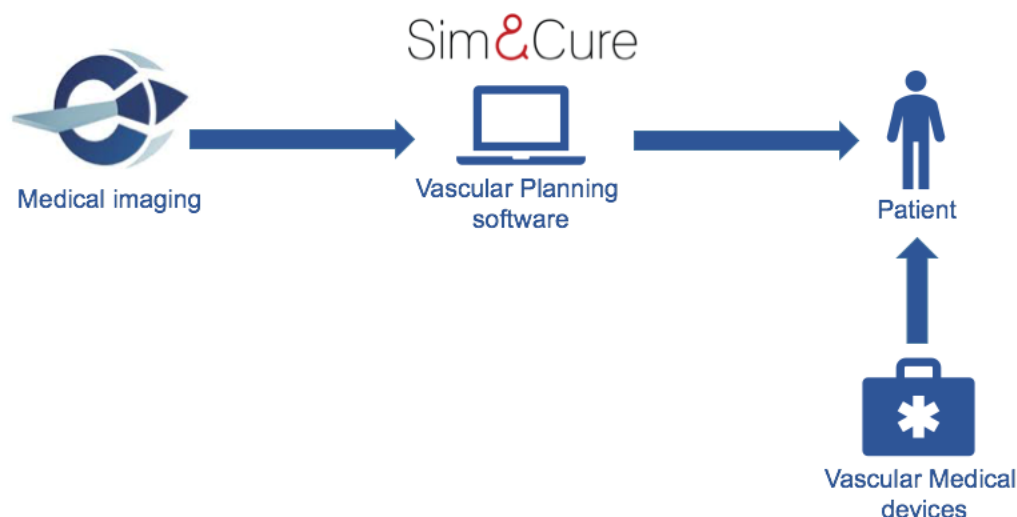 Sim&Cure
Medical imaging
Vascular Planning
software
Patient
Vascular Medical
devices